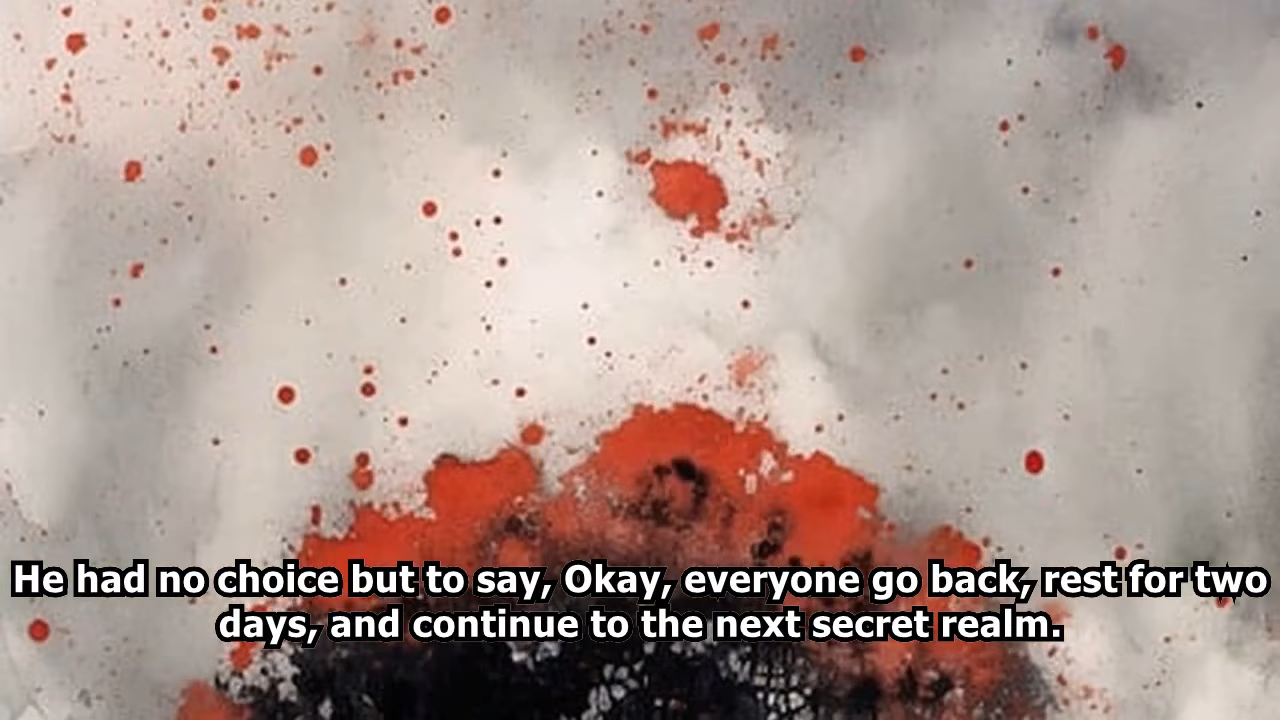 He had no choice but to say, Okay, everyone go back, rest for two
days, and continue to the next secret realm.